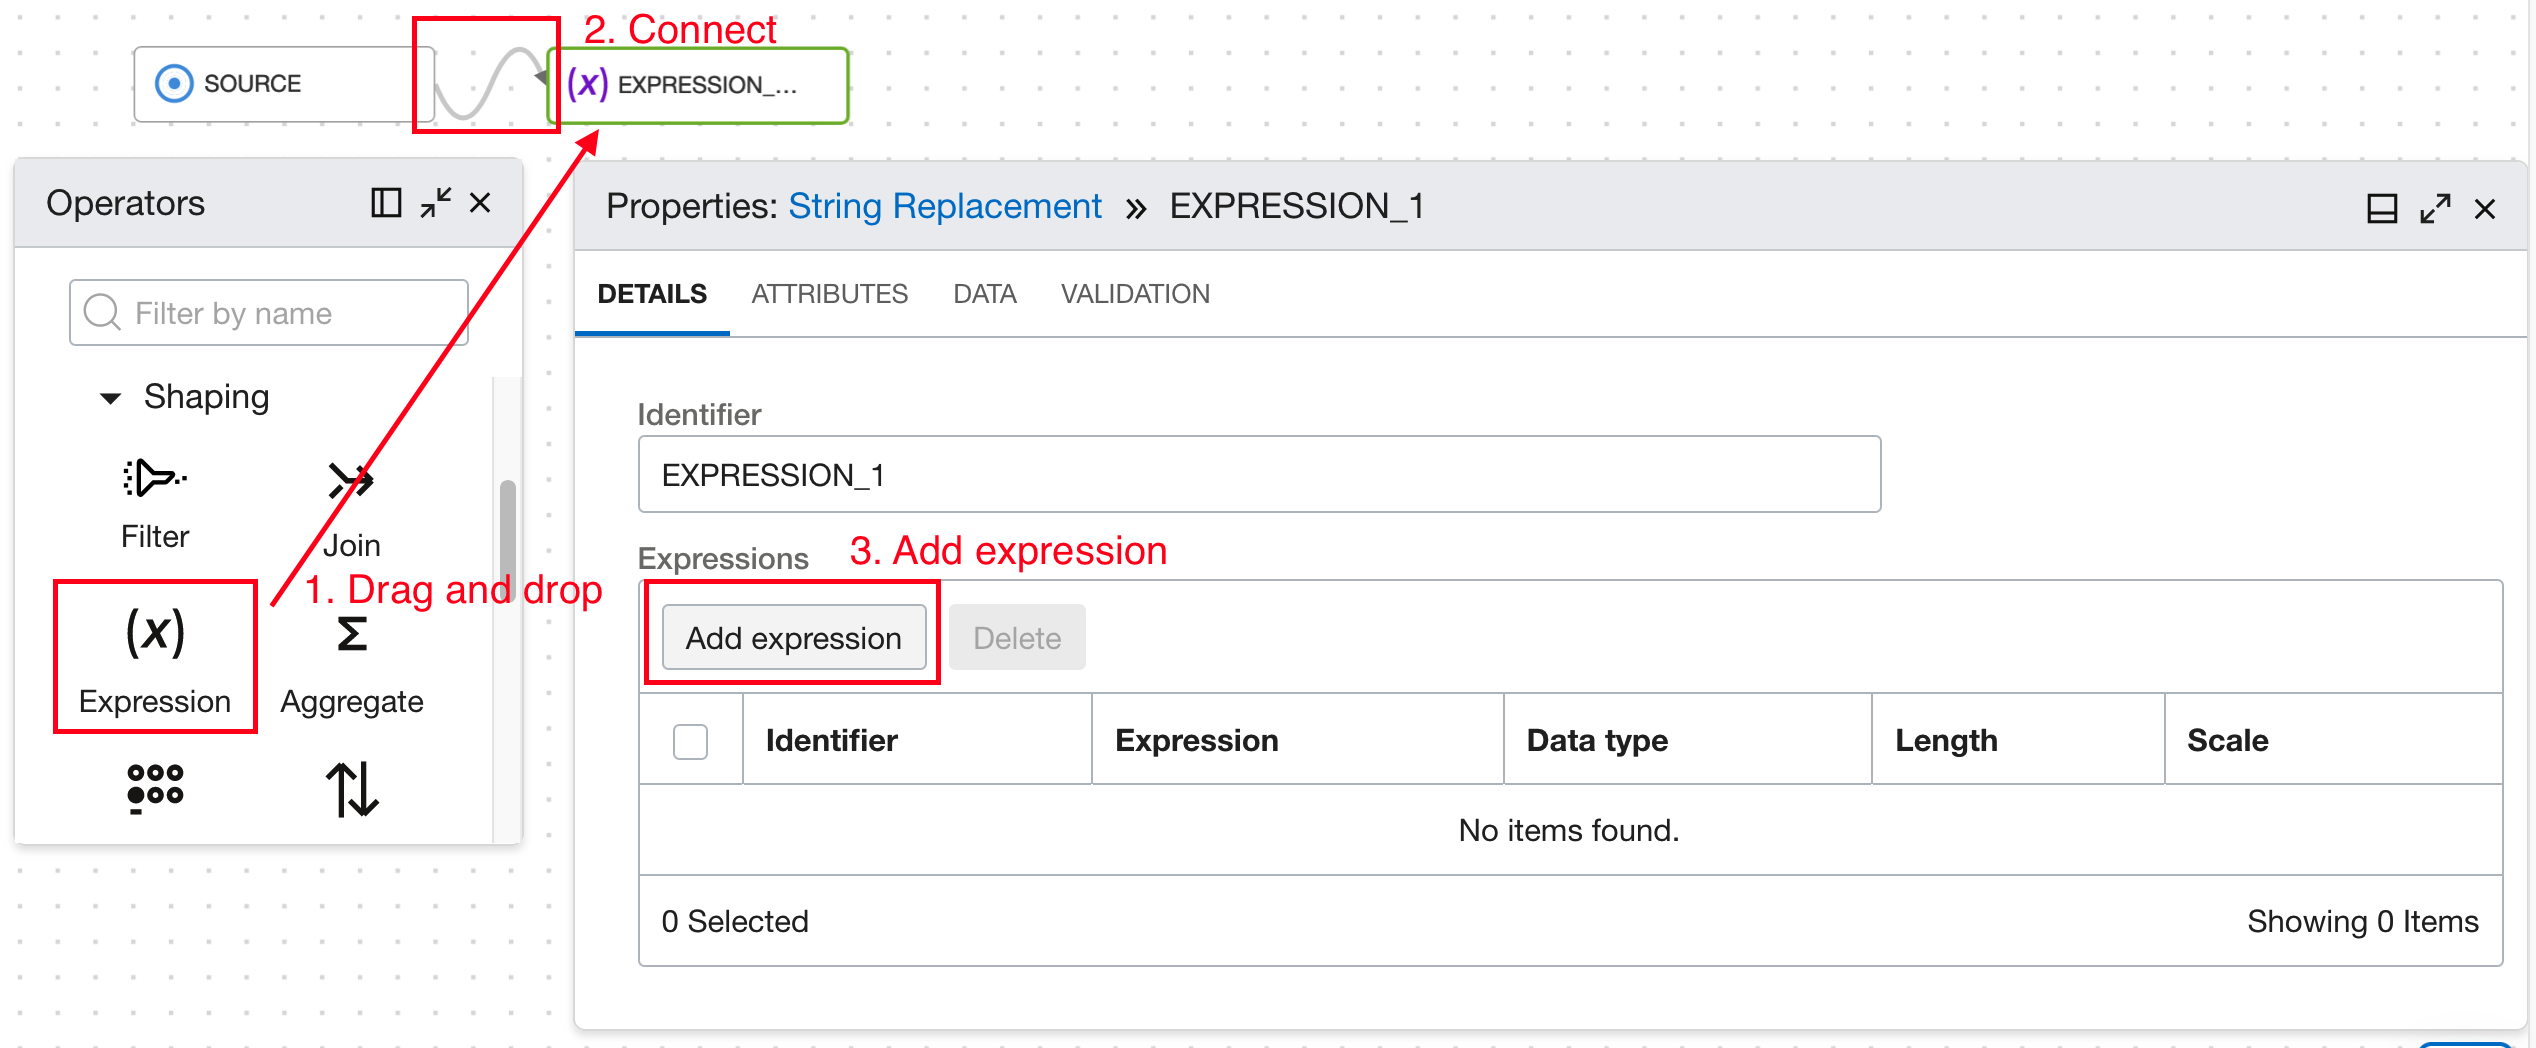 2. Connect
SOURCE
(x) EXPRESSION_...
Operators
Filter by name
Shaping
Filter
Join
1. Drag and drop
(x)
Σ
Expression
Aggregate
Properties: String Replacement » EXPRESSION_1
DETAILS ATTRIBUTES DATA VALIDATION
Identifier
EXPRESSION_1
Expressions
3. Add expression
Add expression Delete
Identifier Expression Data type Length Scale
No items found.
0 Selected Showing 0 Items